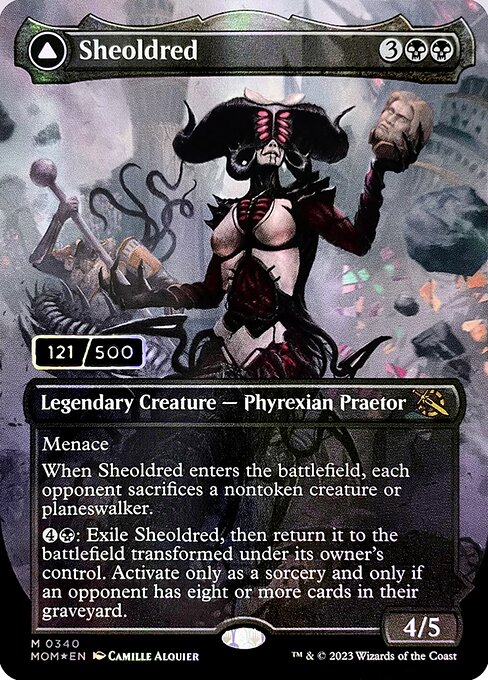 Sheoldred 3
121/500
Legendary Creature — Phyrexian Praetor
Menace
When Sheoldred enters the battlefield, each
opponent sacrifices a nontoken creature or
planeswalker.
4: Exile Sheoldred, then return it to the
battlefield transformed under its owner's
control. Activate only as a sorcery and only if
an opponent has eight or more cards in their
graveyard.
4/5
M 0340
MOM★EN Camille Alquier
™ & © 2023 Wizards of the Coast